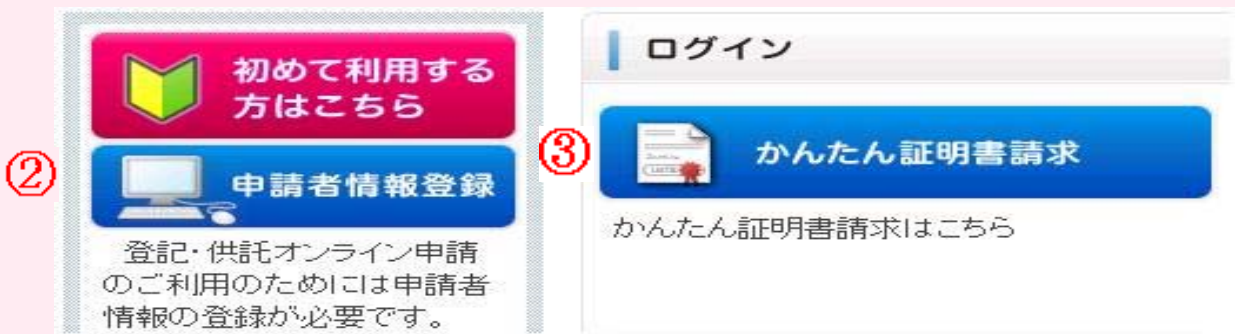 初めて利用する
方はこちら
②
申請者情報登録
登記・供託オンライン申請
のご利用のためには申請者
情報の登録が必要です。
ログイン
③
かんたん証明書請求
かんたん証明書請求はこちら